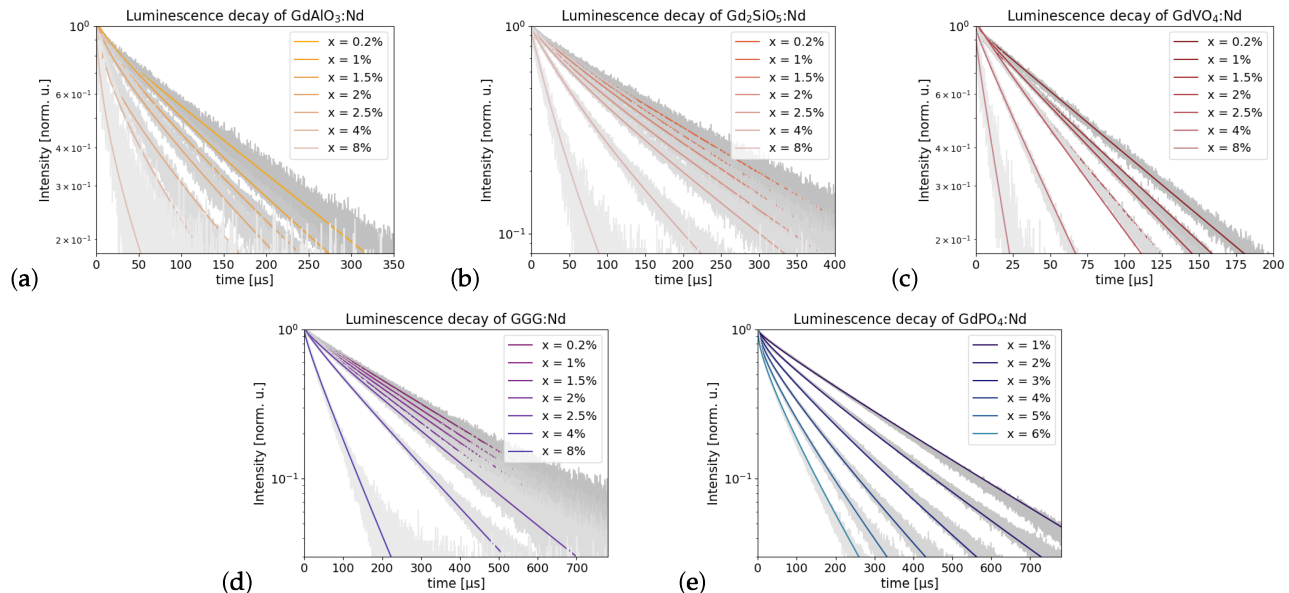 Luminescence decay of GdAlO₃:Nd
Intensity [norm. u.]
10⁰
6 × 10⁻¹
4 × 10⁻¹
3 × 10⁻¹
2 × 10⁻¹
x = 0.2%
x = 1%
x = 1.5%
x = 2%
x = 2.5%
x = 4%
x = 8%
0 50 100 150 200 250 300 350
time [µs]
(a)
Luminescence decay of Gd₂SiO₅:Nd
Intensity [norm. u.]
10⁰
10⁻¹
x = 0.2%
x = 1%
x = 1.5%
x = 2%
x = 2.5%
x = 4%
x = 8%
0 50 100 150 200 250 300 350 400
time [µs]
(b)
Luminescence decay of GdVO₄:Nd
Intensity [norm. u.]
10⁰
6 × 10⁻¹
4 × 10⁻¹
3 × 10⁻¹
2 × 10⁻¹
x = 0.2%
x = 1%
x = 1.5%
x = 2%
x = 2.5%
x = 4%
x = 8%
0 25 50 75 100 125 150 175 200
time [µs]
(c)
Luminescence decay of GGG:Nd
Intensity [norm. u.]
10⁰
10⁻¹
x = 0.2%
x = 1%
x = 1.5%
x = 2%
x = 2.5%
x = 4%
x = 8%
0 100 200 300 400 500 600 700
time [µs]
(d)
Luminescence decay of GdPO₄:Nd
Intensity [norm. u.]
10⁰
10⁻¹
x = 1%
x = 2%
x = 3%
x = 4%
x = 5%
x = 6%
0 100 200 300 400 500 600 700
time [µs]
(e)